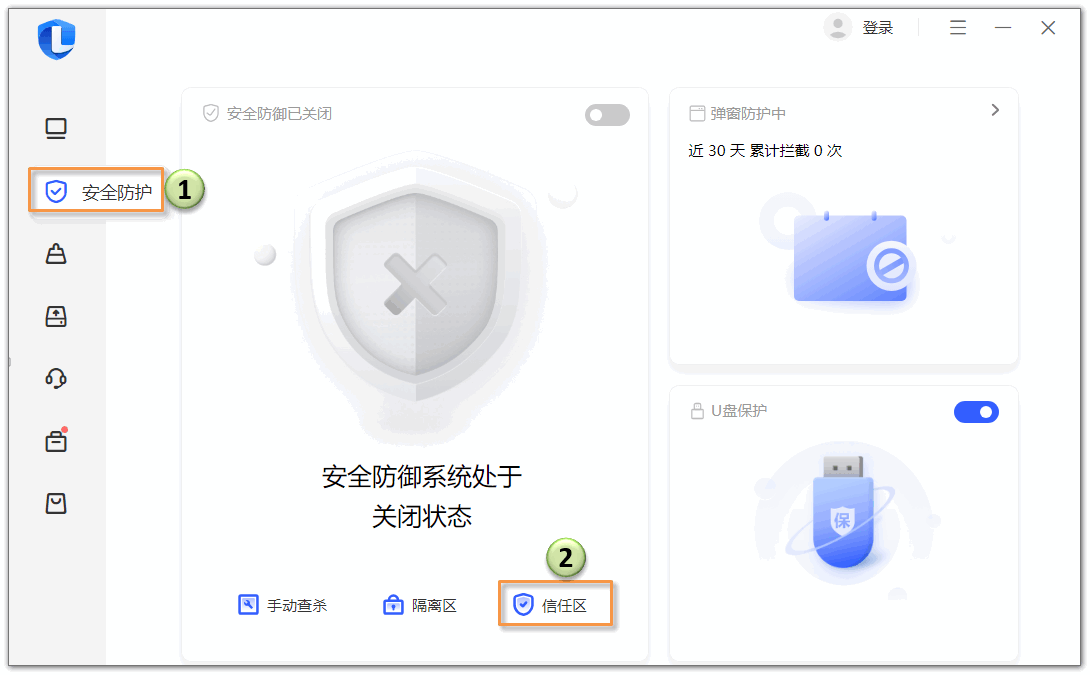 登录
安全防护
1
安全防御已关闭
安全防御系统处于
关闭状态
手动查杀
隔离区
信任区
2
弹窗防护中
近 30 天 累计拦截 0 次
U盘保护
保